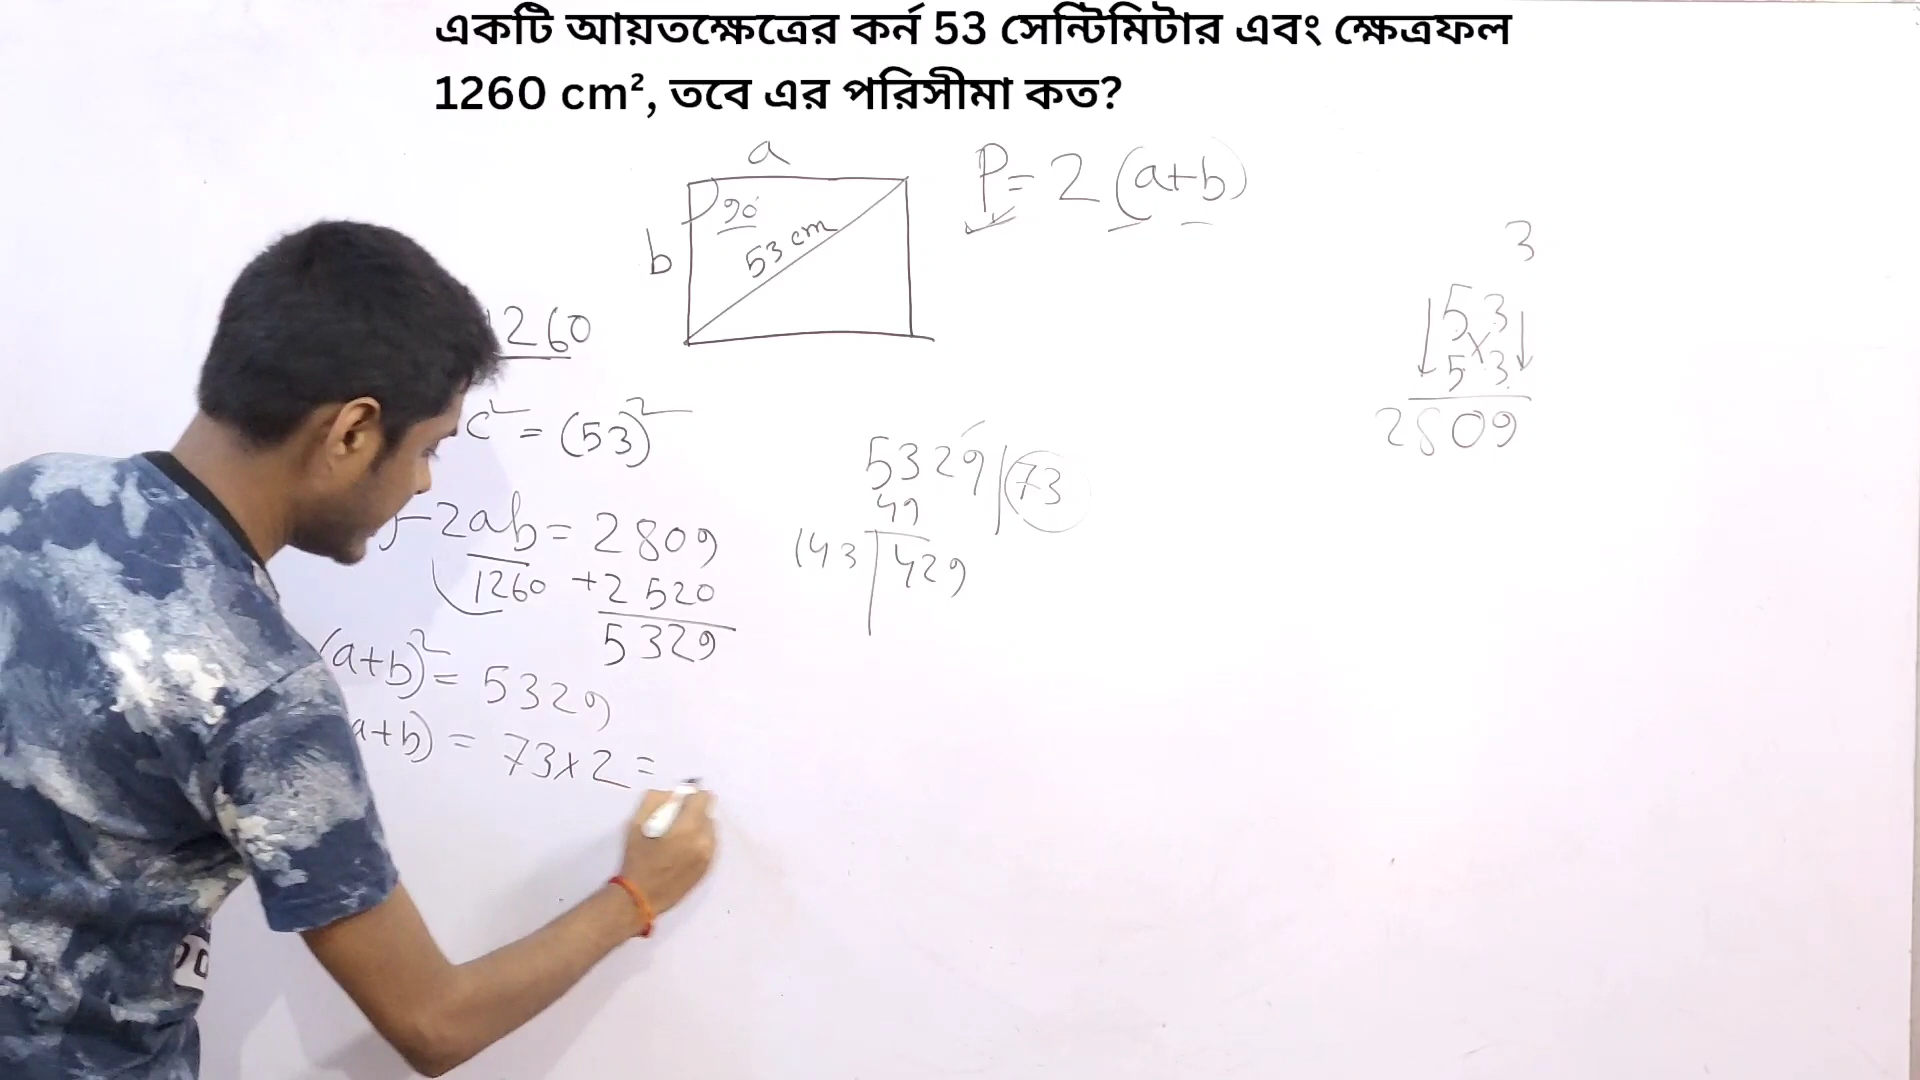 একটি আয়তক্ষেত্রের কর্ন 53 সেন্টিমিটার এবং ক্ষেত্রফল
1260 cm², তবে এর পরিসীমা কত?
a
P = 2 (a+b)
90°
53 cm
b
3
53
53
2809
1260
c² = (53)²
5329 73
49
143 429
-2ab = 2809
1260 +2520
5329
(a+b)² = 5329
a+b) = 73×2 =